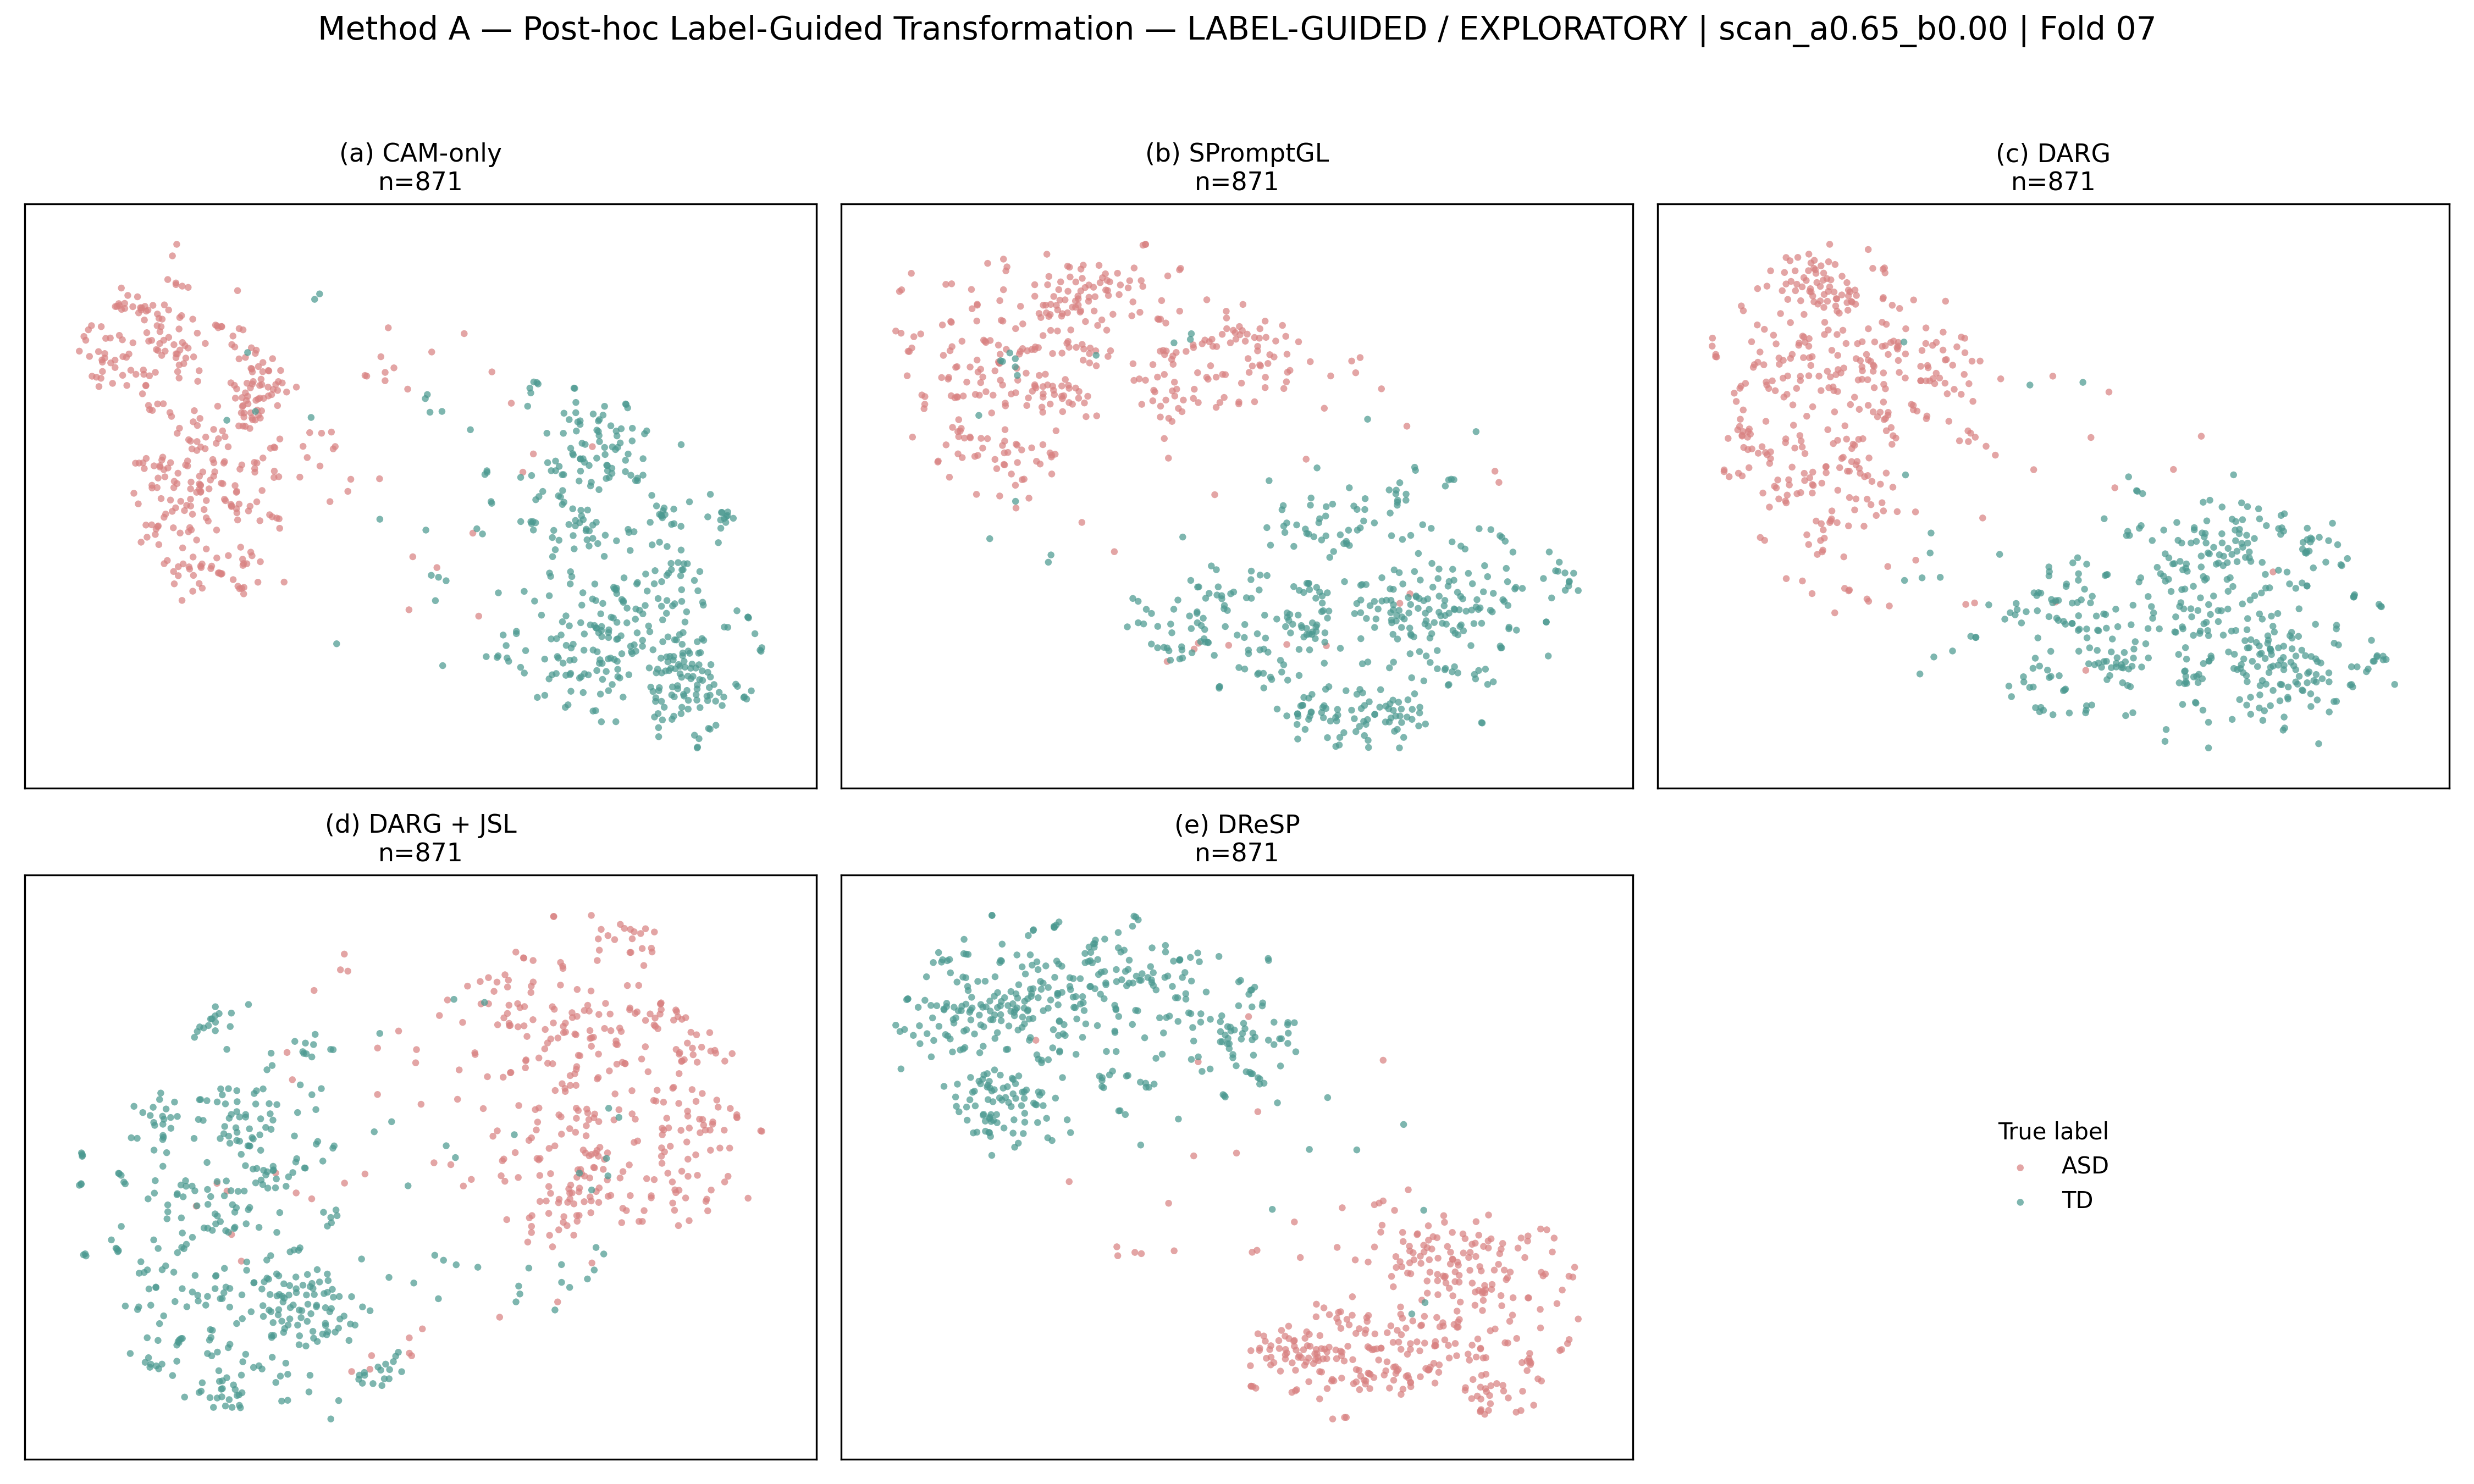 Method A — Post-hoc Label-Guided Transformation — LABEL-GUIDED / EXPLORATORY | scan_a0.65_b0.00 | Fold 07
(a) CAM-only
n=871
(b) SPromptGL
n=871
(c) DARG
n=871
(d) DARG + JSL
n=871
(e) DReSP
n=871
True label
ASD
TD